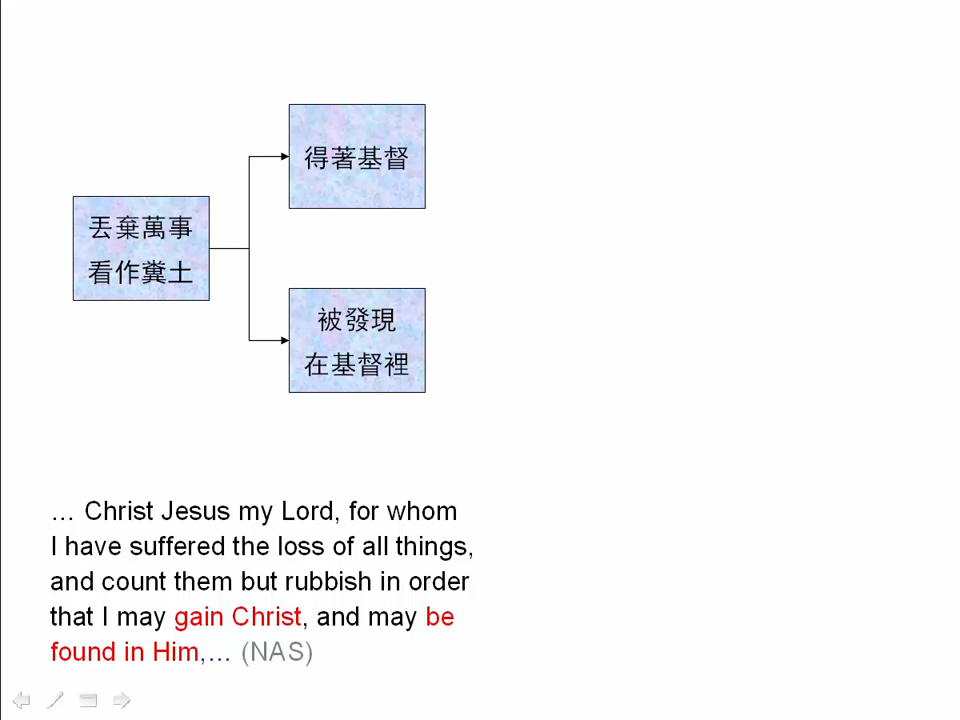 得著基督
丟棄萬事
看作糞土
被發現
在基督裡
… Christ Jesus my Lord, for whom
I have suffered the loss of all things,
and count them but rubbish in order
that I may gain Christ, and may be
found in Him,… (NAS)